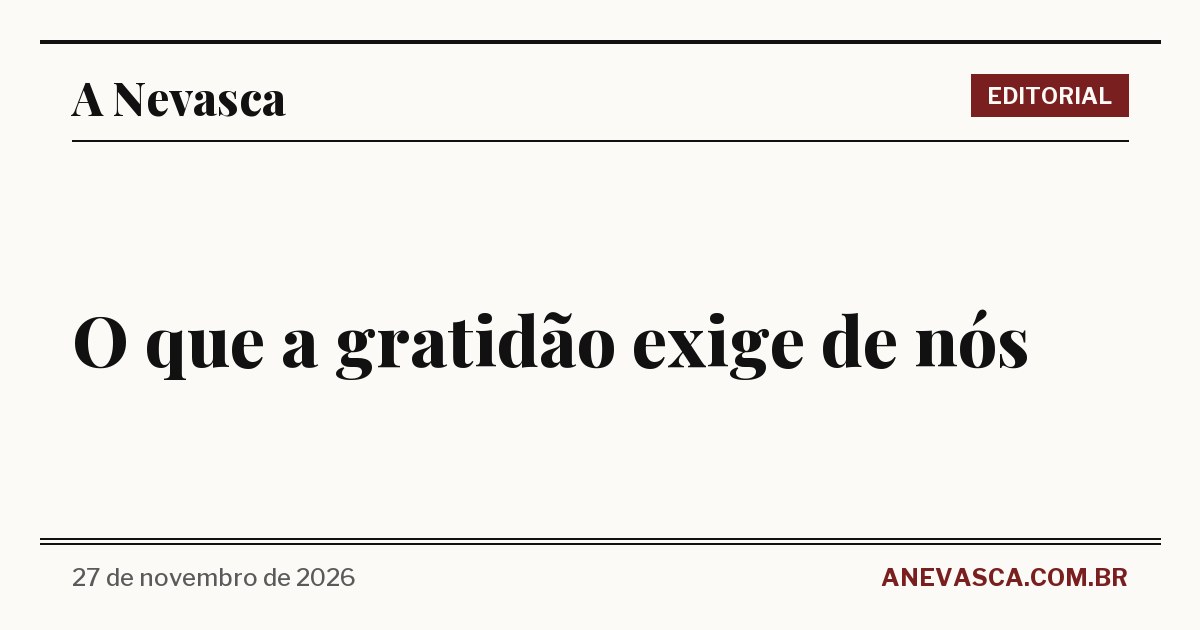 A Nevasca
EDITORIAL
O que a gratidão exige de nós
27 de novembro de 2026
ANEVASCA.COM.BR